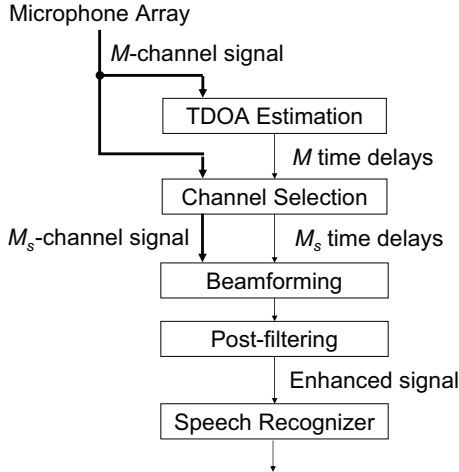 Microphone Array
M-channel signal
TDOA Estimation
M time delays
Channel Selection
Ms-channel signal
Ms time delays
Beamforming
Post-filtering
Enhanced signal
Speech Recognizer